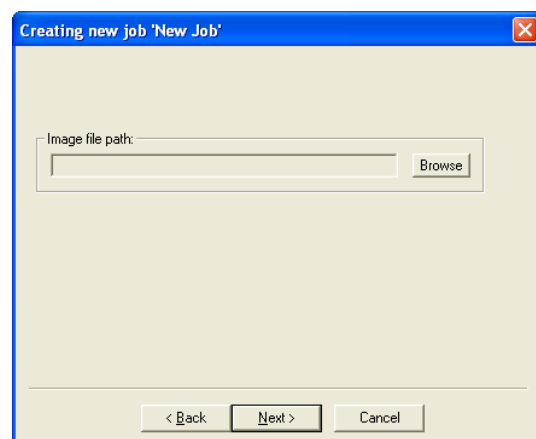 Creating new job 'New Job'
Image file path:
Browse
< Back Next > Cancel